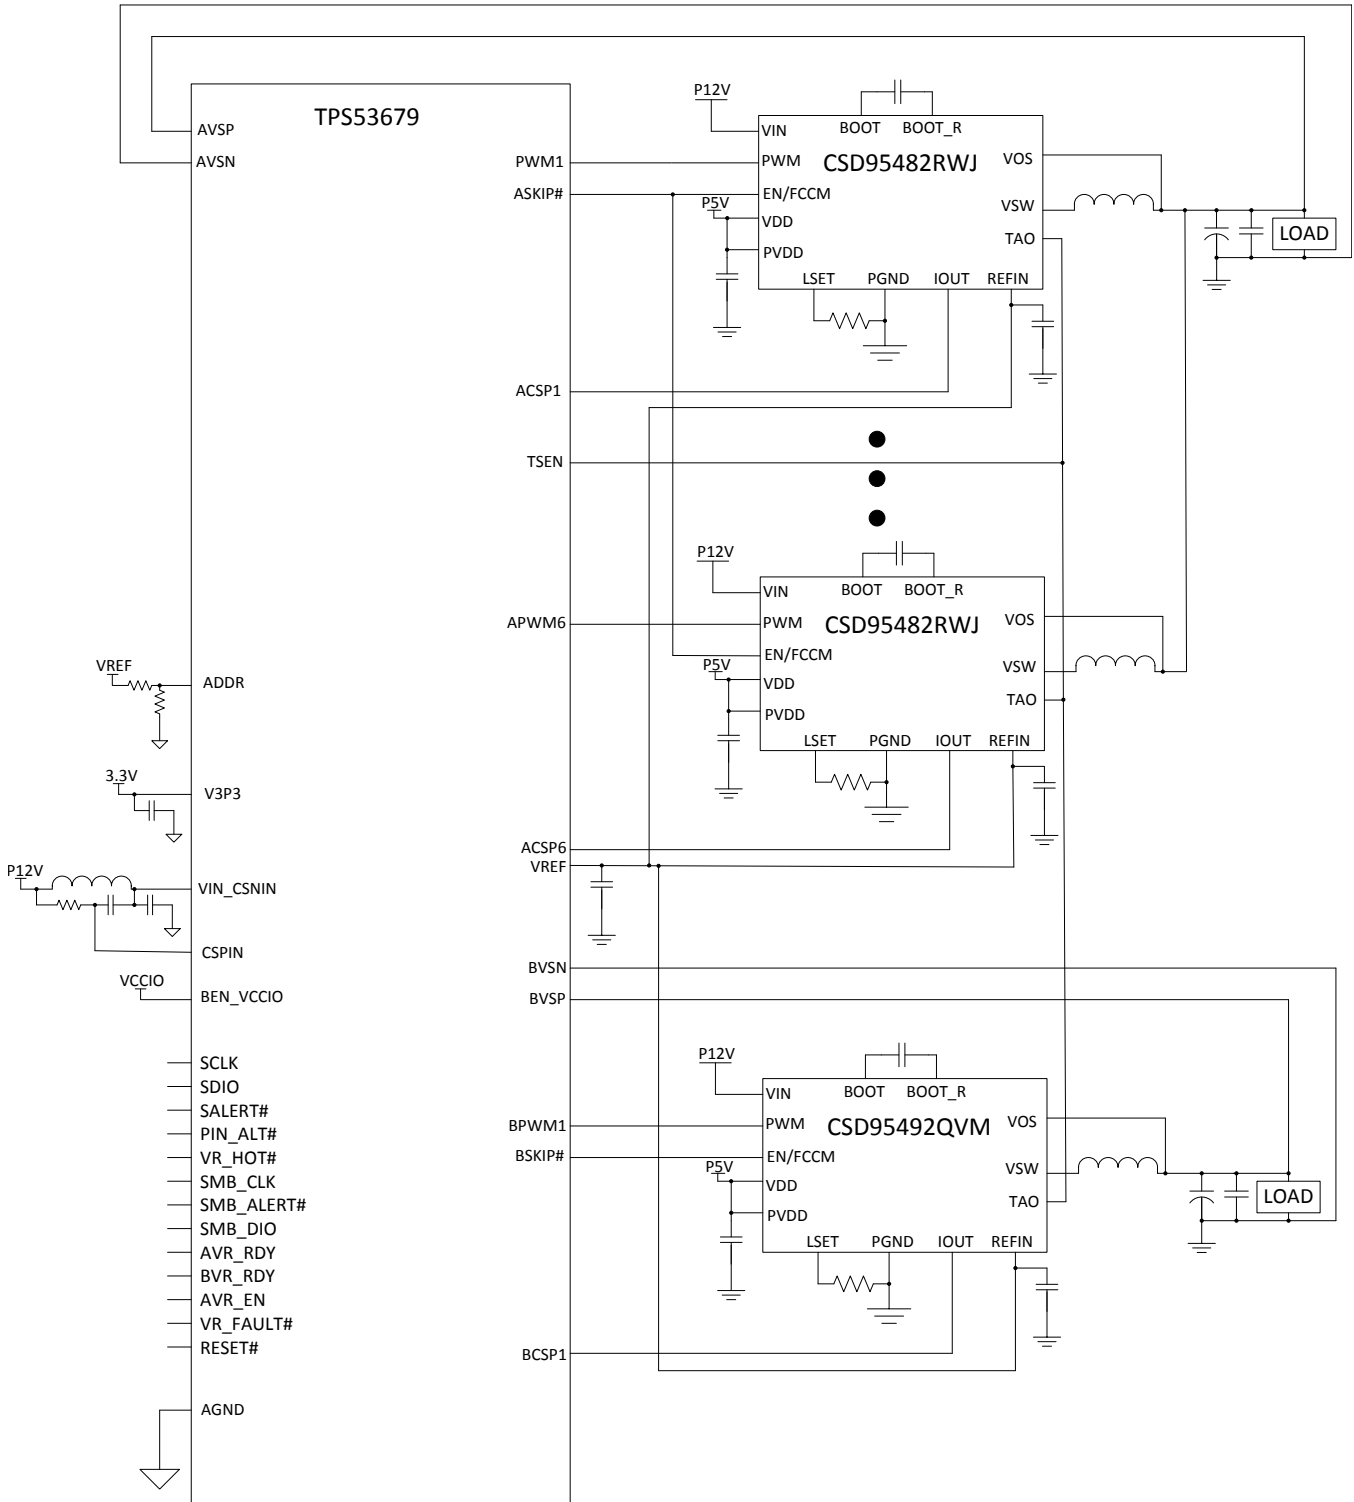 TPS53679
AVSP
AVSN
PWM1
ASKIP#
ACSP1
TSEN
APWM6
ADDR
VREF
V3P3
3.3V
ACSP6
VREF
P12V
VIN_CSNIN
CSPIN
VCCIO
BEN_VCCIO
BVSN
BVSP
SCLK
SDIO
SALERT#
PIN_ALT#
VR_HOT#
SMB_CLK
SMB_ALERT#
SMB_DIO
AVR_RDY
BVR_RDY
AVR_EN
VR_FAULT#
RESET#
AGND
BPWM1
BSKIP#
BCSP1
P12V
VIN
BOOT
BOOT_R
CSD95482RWJ
VOS
PWM
EN/FCCM
P5V
VDD
VSW
PVDD
TAO
LSET
PGND
IOUT
REFIN
LOAD
P12V
VIN
BOOT
BOOT_R
CSD95482RWJ
VOS
PWM
EN/FCCM
P5V
VDD
VSW
PVDD
TAO
LSET
PGND
IOUT
REFIN
P12V
VIN
BOOT
BOOT_R
CSD95492QVM
VOS
PWM
EN/FCCM
P5V
VDD
VSW
PVDD
TAO
LSET
PGND
IOUT
REFIN
LOAD